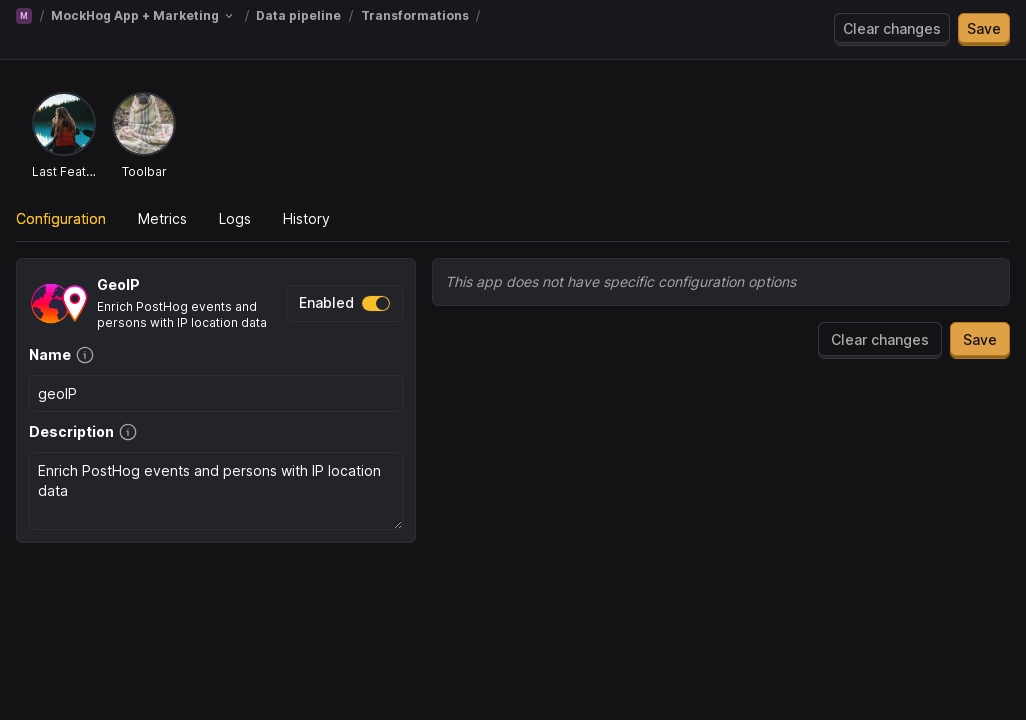 M / MockHog App + Marketing / Data pipeline / Transformations /
Clear changes Save
Last Feat... Toolbar
Configuration Metrics Logs History
GeoIP
Enrich PostHog events and
persons with IP location data
Enabled
Name
geoIP
Description
Enrich PostHog events and persons with IP location
data
This app does not have specific configuration options
Clear changes Save